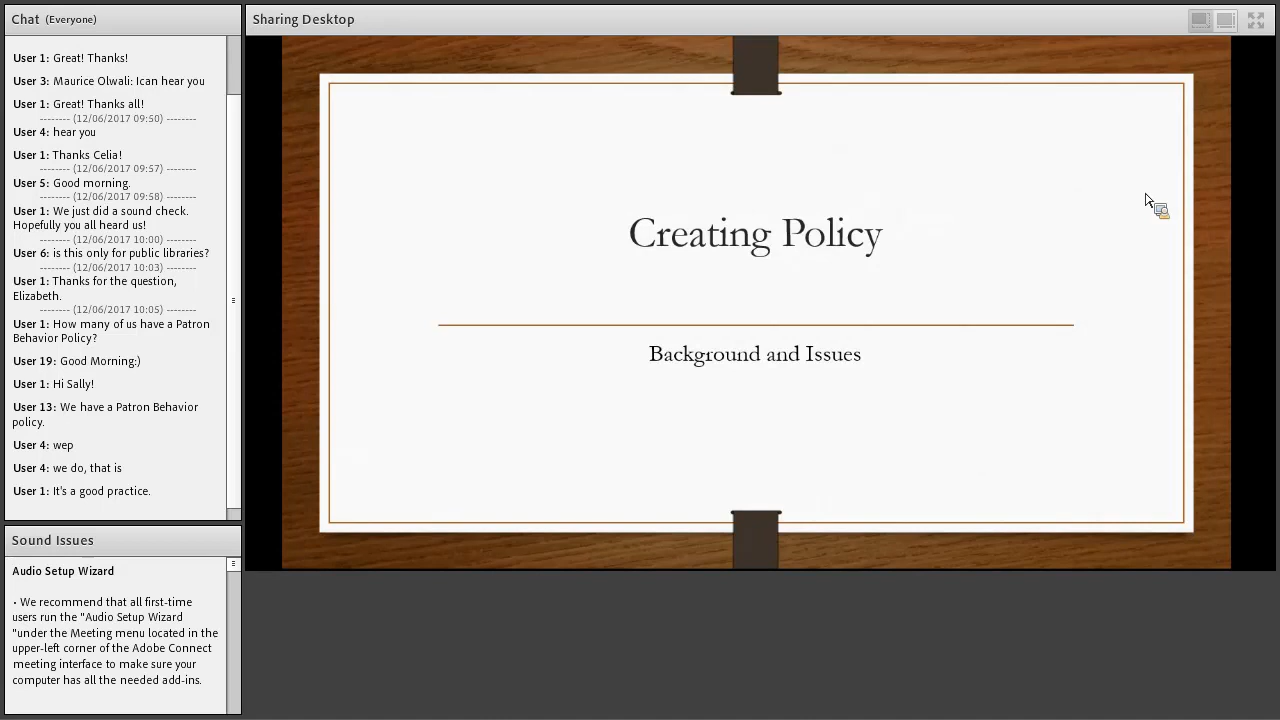 Chat (Everyone)
User 1: Great! Thanks!
User 3: Maurice Olwali: Ican hear you
User 1: Great! Thanks all!
-------- (12/06/2017 09:50) --------
User 4: hear you
User 1: Thanks Celia!
-------- (12/06/2017 09:57) --------
User 5: Good morning.
-------- (12/06/2017 09:58) --------
User 1: We just did a sound check.
Hopefully you all heard us!
-------- (12/06/2017 10:00) --------
User 6: is this only for public libraries?
-------- (12/06/2017 10:03) --------
User 1: Thanks for the question,
Elizabeth.
-------- (12/06/2017 10:05) --------
User 1: How many of us have a Patron
Behavior Policy?
User 19: Good Morning:)
User 1: Hi Sally!
User 13: We have a Patron Behavior
policy.
User 4: wep
User 4: we do, that is
User 1: It's a good practice.
Sound Issues
Audio Setup Wizard
• We recommend that all first-time
users run the "Audio Setup Wizard
"under the Meeting menu located in the
upper-left corner of the Adobe Connect
meeting interface to make sure your
computer has all the needed add-ins.
Sharing Desktop
Creating Policy
Background and Issues